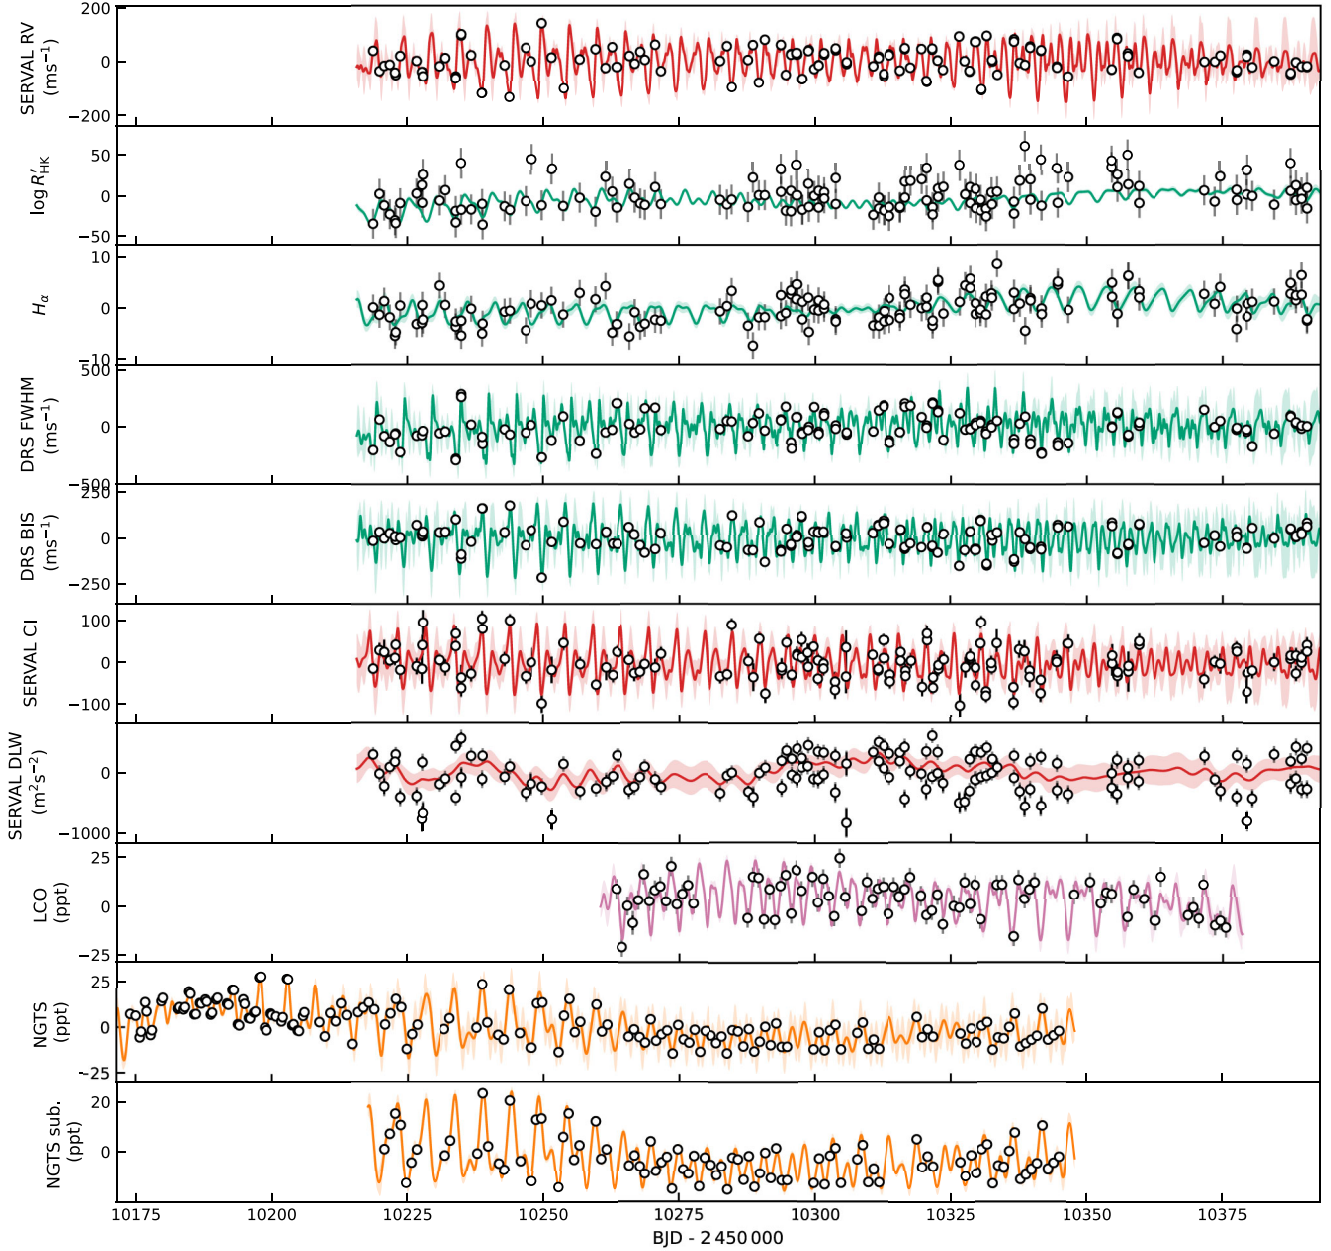 SERVAL RV
(ms⁻¹)
200
0
−200
log R′HK
50
0
−50
Hα
10
0
−10
DRS FWHM
(ms⁻¹)
500
0
−500
DRS BIS
(ms⁻¹)
250
0
−250
SERVAL CI
100
0
−100
SERVAL DLW
(m²s⁻²)
0
−1000
LCO
(ppt)
25
0
−25
NGTS
(ppt)
25
0
−25
NGTS sub.
(ppt)
20
0
10175 10200 10225 10250 10275 10300 10325 10350 10375
BJD - 2 450 000